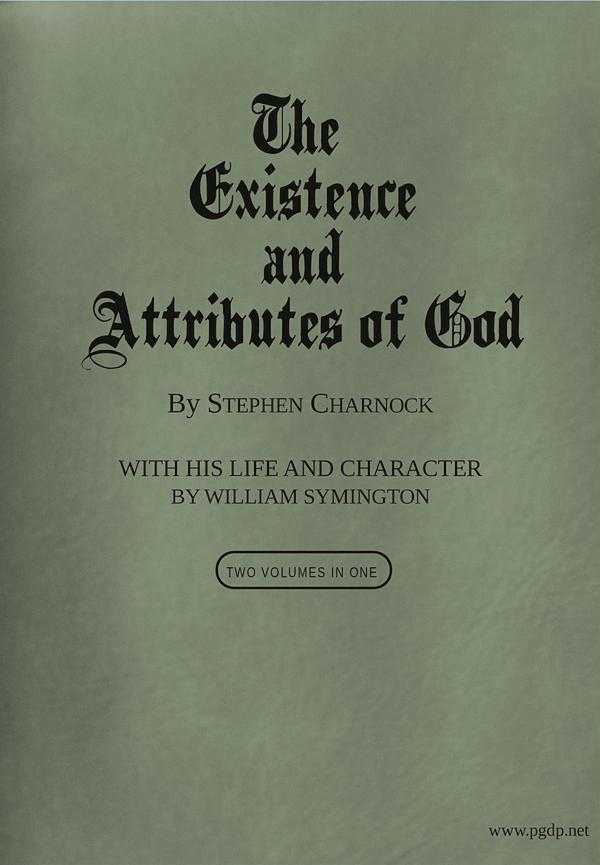 The
Existence
and
Attributes of God
By Stephen Charnock
WITH HIS LIFE AND CHARACTER
BY WILLIAM SYMINGTON
TWO VOLUMES IN ONE
www.pgdp.net